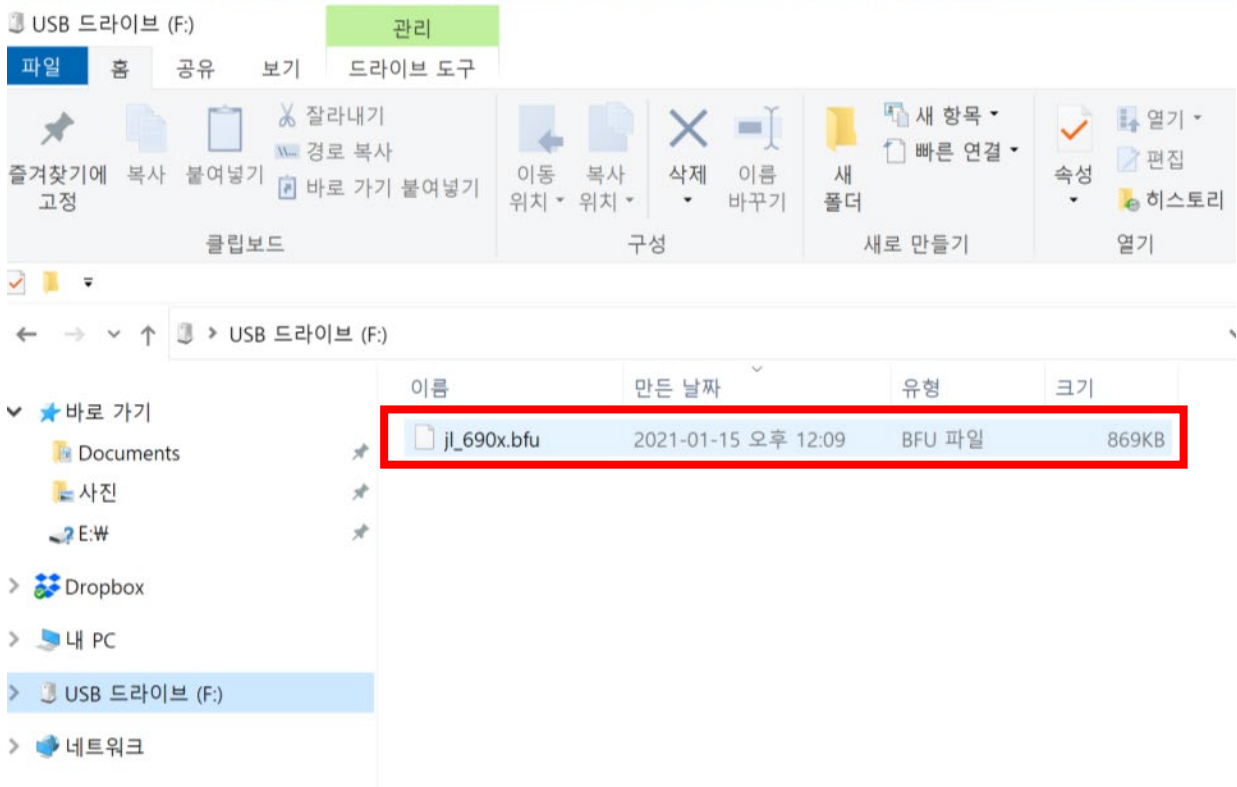 USB 드라이브 (F:)
관리
파일 홈 공유 보기 드라이브 도구
즐겨찾기에 고정
복사
붙여넣기
잘라내기
경로 복사
바로 가기 붙여넣기
클립보드
이동 위치
복사 위치
삭제
이름 바꾸기
구성
새 폴더
새 항목
빠른 연결
새로 만들기
속성
열기
편집
히스토리
열기
USB 드라이브 (F:)
이름 만든 날짜 유형 크기
jl_690x.bfu 2021-01-15 오후 12:09 BFU 파일 869KB
바로 가기
Documents
사진
E:₩
Dropbox
내 PC
USB 드라이브 (F:)
네트워크